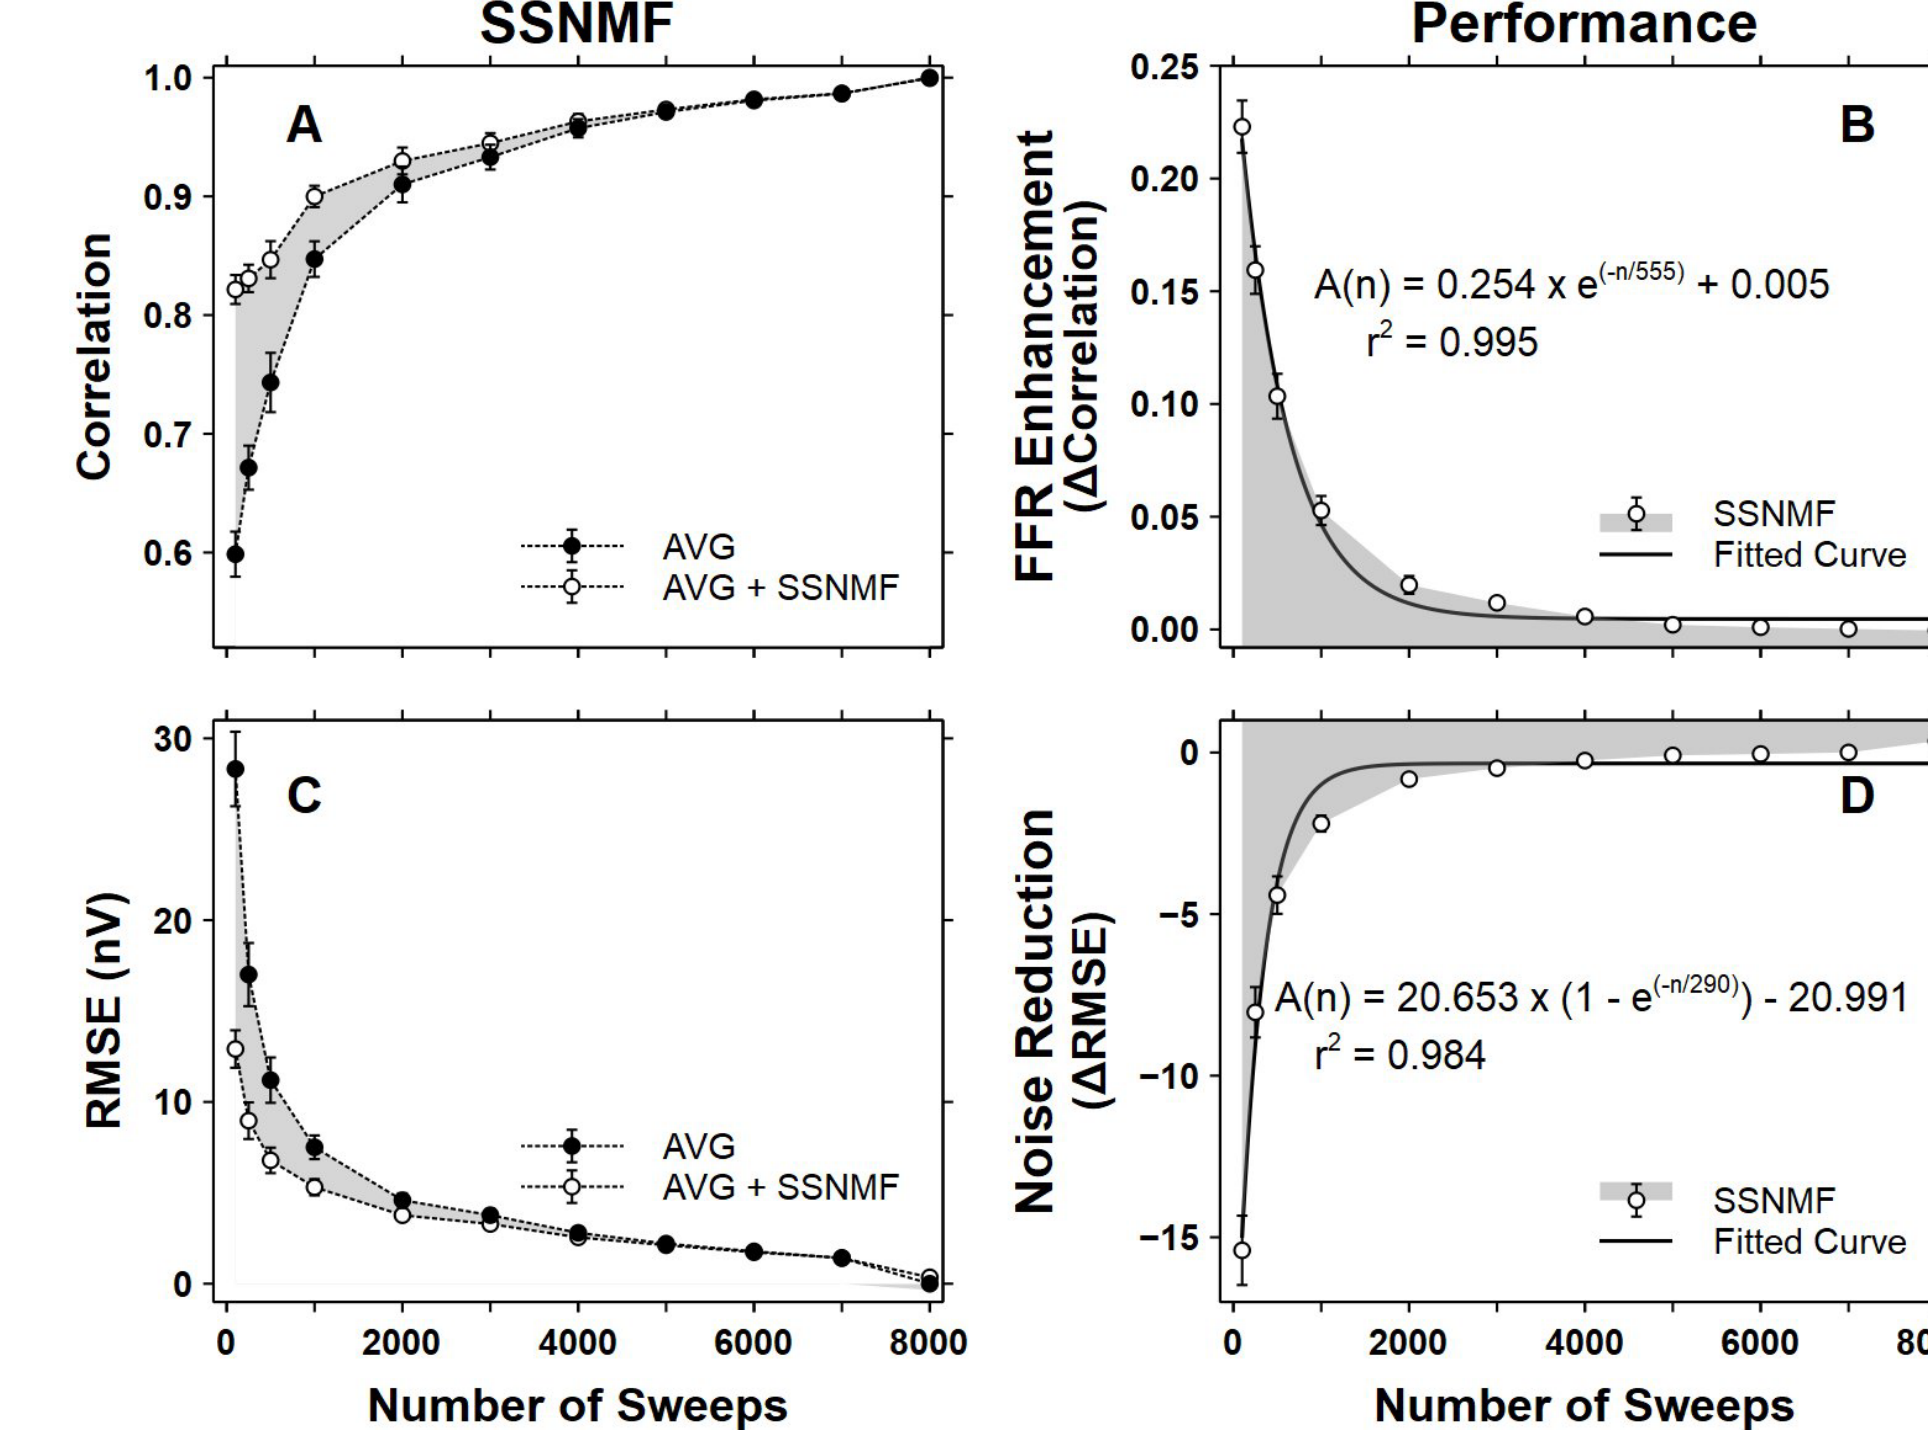 SSNMF
Performance
1.0
0.9
0.8
0.7
0.6
Correlation
A
AVG
AVG + SSNMF
0.25
0.20
0.15
0.10
0.05
0.00
FFR Enhancement
(ΔCorrelation)
B
A(n) = 0.254 x e^(-n/555) + 0.005
r² = 0.995
SSNMF
Fitted Curve
30
20
10
0
RMSE (nV)
C
AVG
AVG + SSNMF
0 2000 4000 6000 8000
Number of Sweeps
0
−5
−10
−15
Noise Reduction
(ΔRMSE)
D
A(n) = 20.653 x (1 - e^(-n/290)) - 20.991
r² = 0.984
SSNMF
Fitted Curve
0 2000 4000 6000
Number of Sweeps